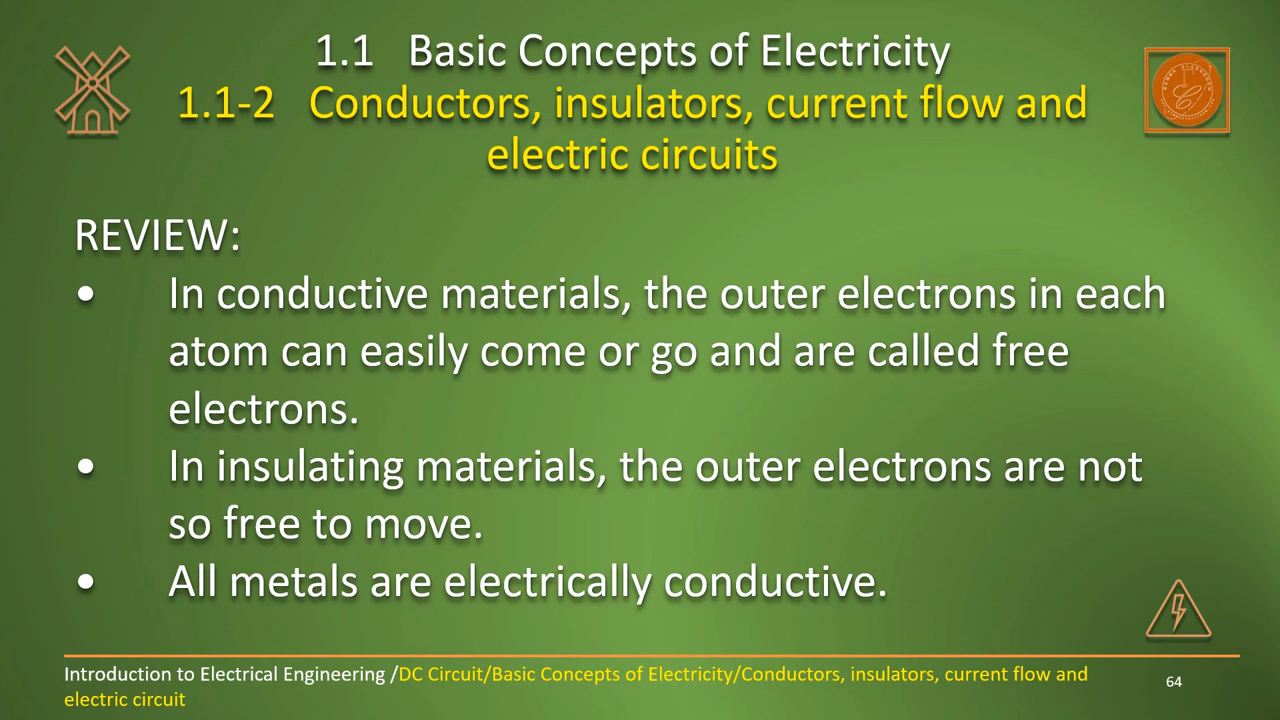 1.1 Basic Concepts of Electricity
1.1-2 Conductors, insulators, current flow and
electric circuits
REVIEW:
• In conductive materials, the outer electrons in each
atom can easily come or go and are called free
electrons.
• In insulating materials, the outer electrons are not
so free to move.
• All metals are electrically conductive.
Introduction to Electrical Engineering /DC Circuit/Basic Concepts of Electricity/Conductors, insulators, current flow and
electric circuit
64